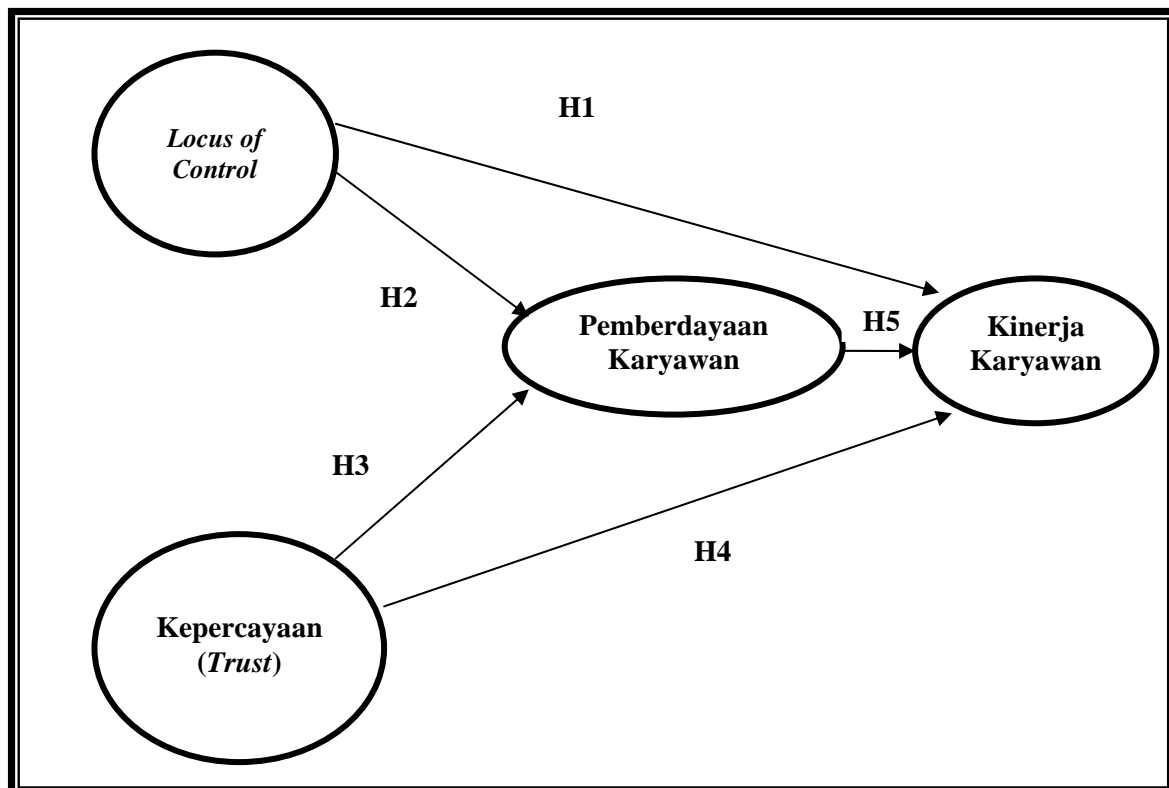 H1
Locus of
Control
H2
Pemberdayaan
Karyawan
H5
Kinerja
Karyawan
H3
H4
Kepercayaan
(Trust)